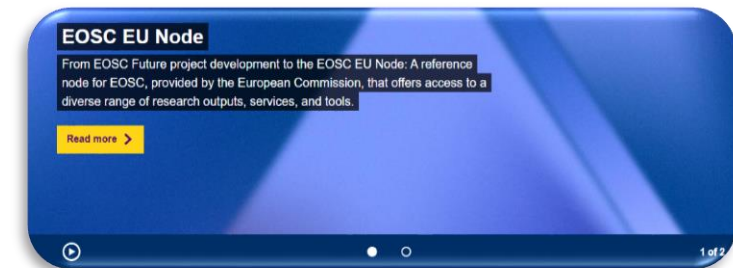 EOSC EU Node
From EOSC Future project development to the EOSC EU Node: A reference
node for EOSC, provided by the European Commission, that offers access to a
diverse range of research outputs, services, and tools.
Read more
1 of 2